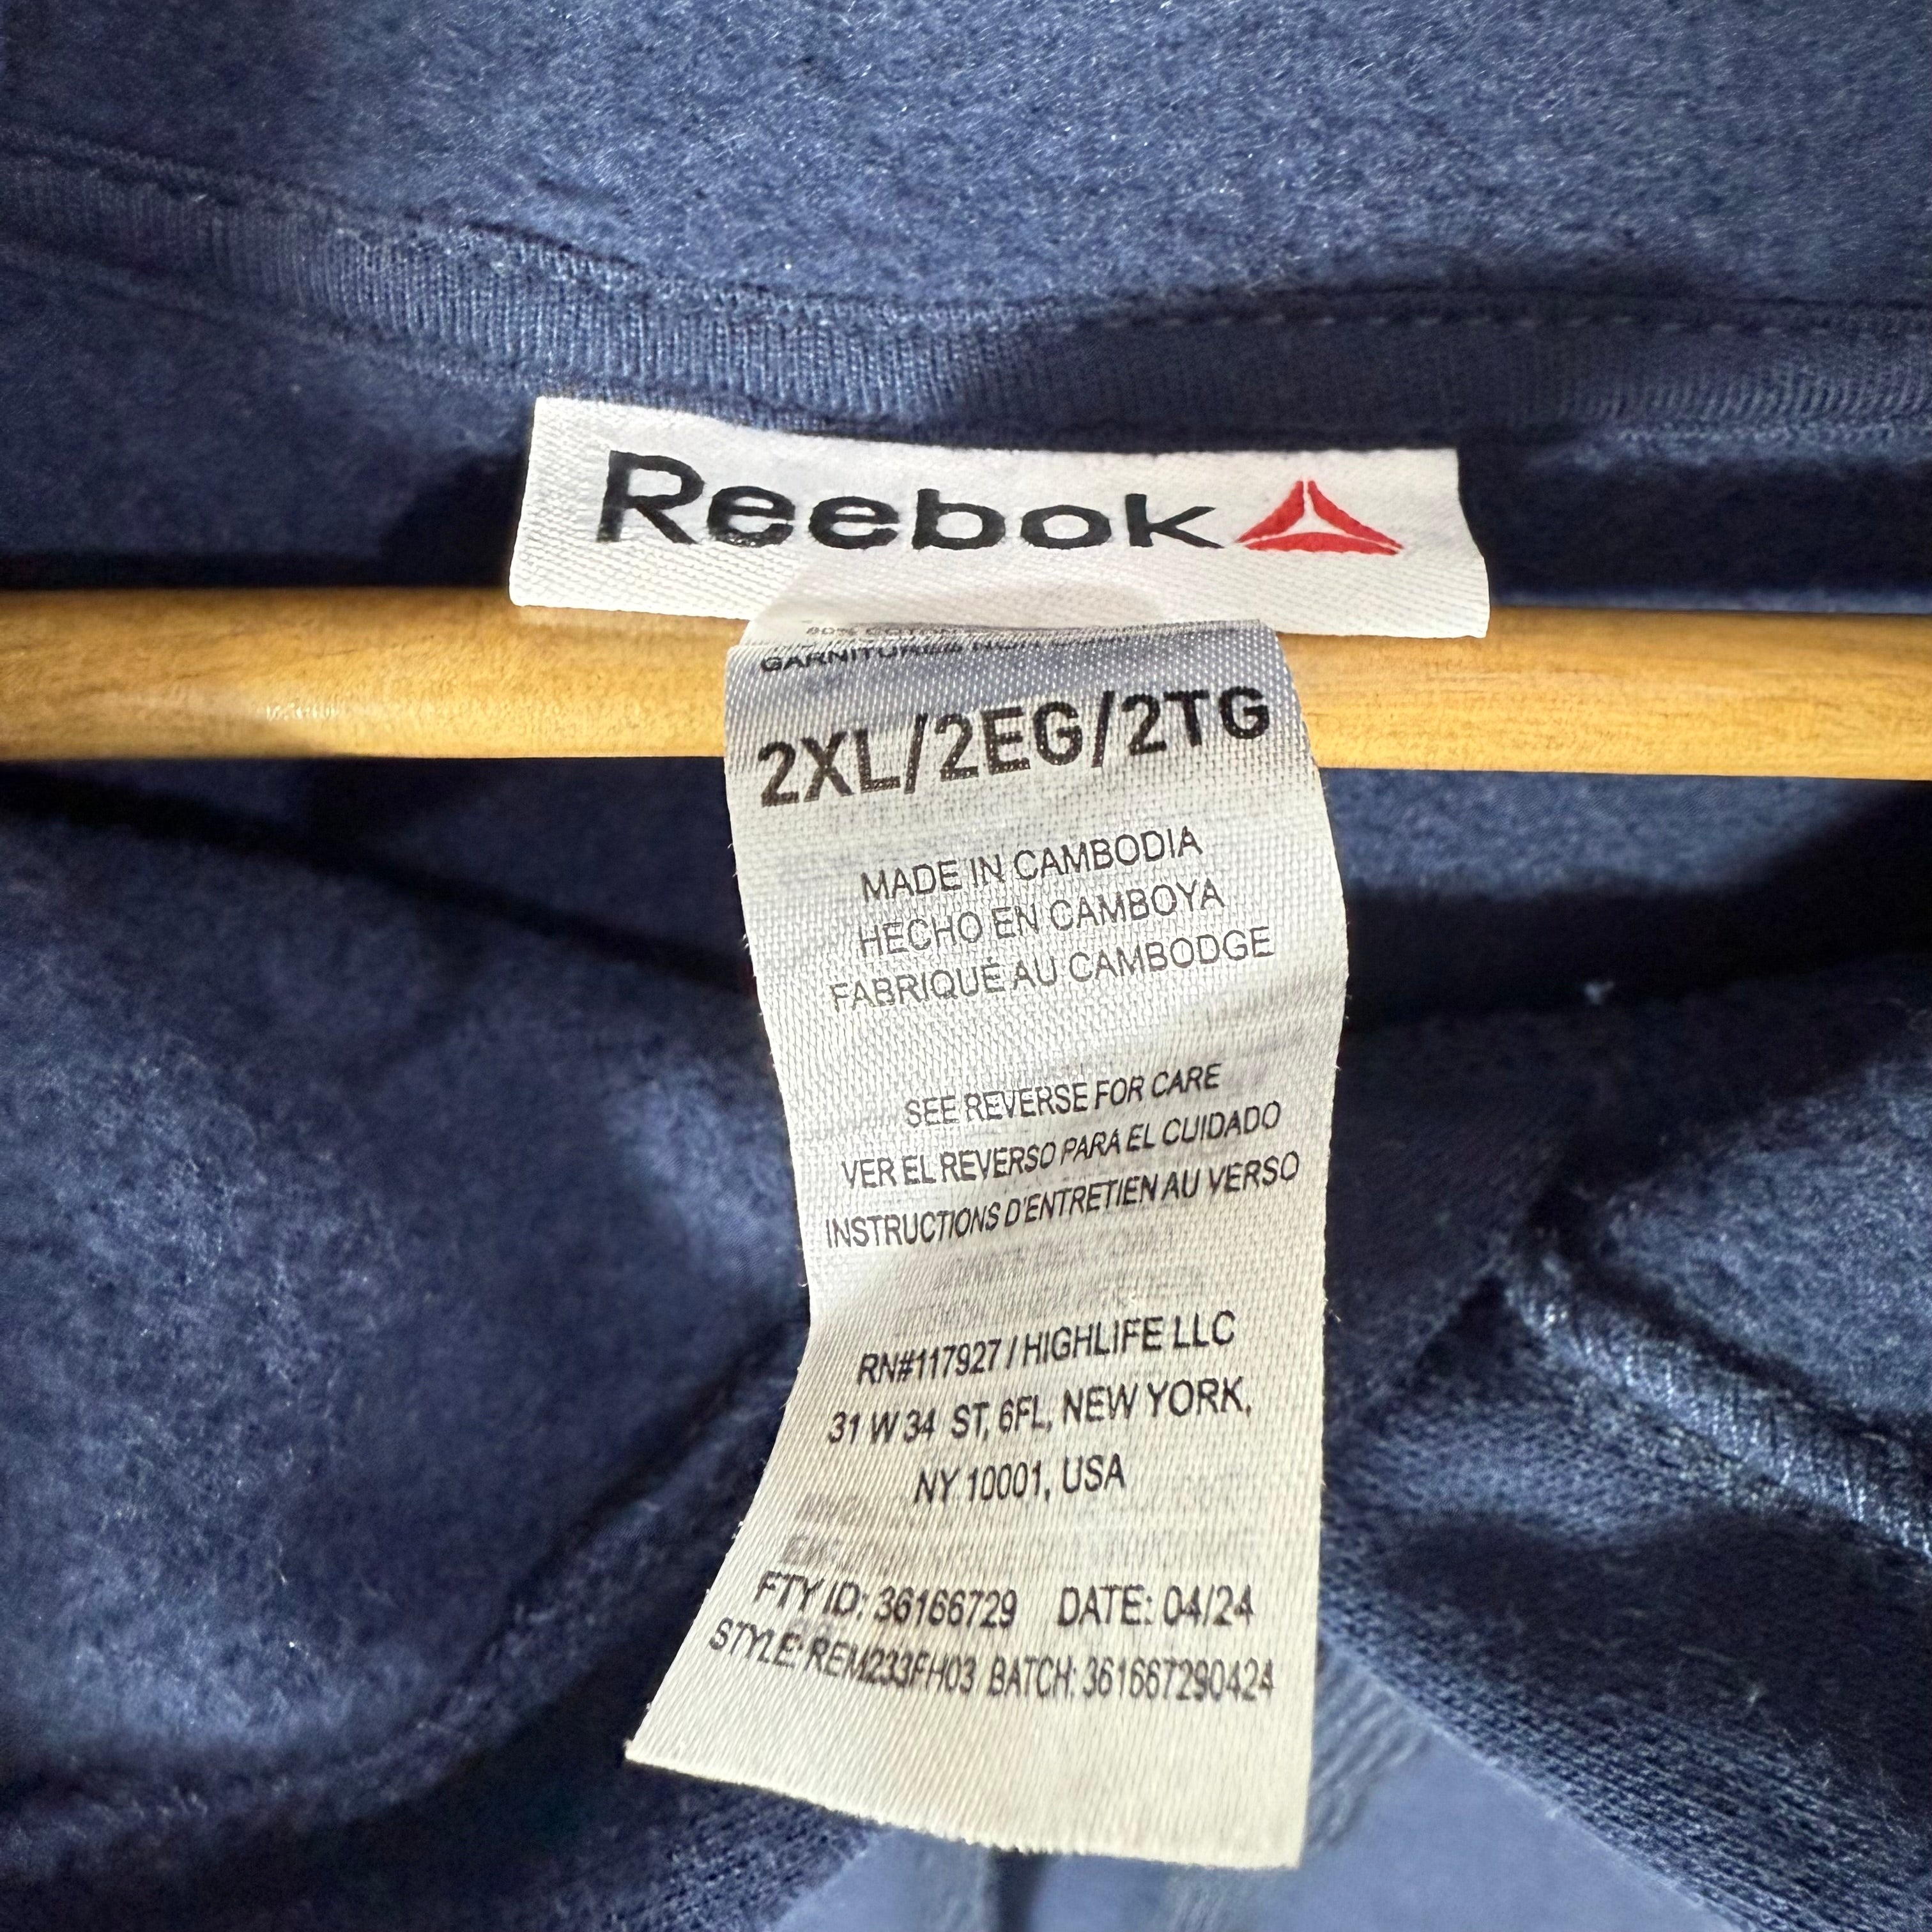 Reebok
GARNITURES NON
2XL/2EG/2TG
MADE IN CAMBODIA
HECHO EN CAMBOYA
FABRIQUÉ AU CAMBODGE
SEE REVERSE FOR CARE
VER EL REVERSO PARA EL CUIDADO
INSTRUCTIONS D'ENTRETIEN AU VERSO
RN#117927 / HIGHLIFE LLC
31 W 34 ST, 6FL, NEW YORK,
NY 10001, USA
FTY ID: 36166729 DATE: 04/24
STYLE: REM233FH03 BATCH: 361667290424